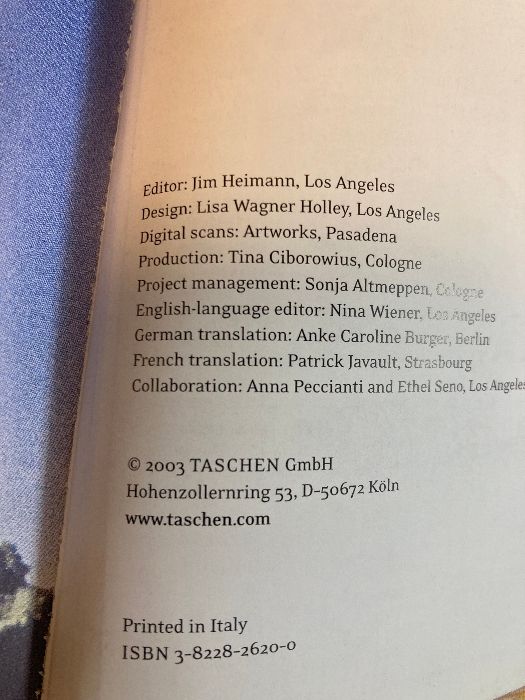 Editor: Jim Heimann, Los Angeles
Design: Lisa Wagner Holley, Los Angeles
Digital scans: Artworks, Pasadena
Production: Tina Ciborowius, Cologne
Project management: Sonja Altmeppen, Cologne
English-language editor: Nina Wiener, Los Angeles
German translation: Anke Caroline Burger, Berlin
French translation: Patrick Javault, Strasbourg
Collaboration: Anna Peccianti and Ethel Seno, Los Angeles
© 2003 TASCHEN GmbH
Hohenzollernring 53, D-50672 Köln
www.taschen.com
Printed in Italy
ISBN 3-8228-2620-0